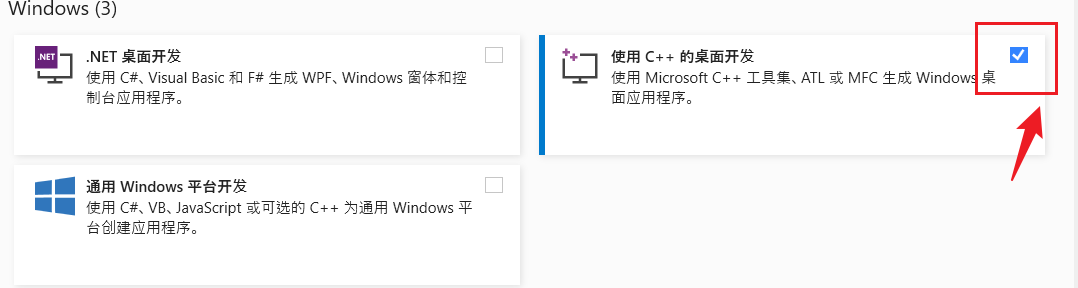 Windows (3)
.NET
.NET 桌面开发
使用 C#、Visual Basic 和 F# 生成 WPF、Windows 窗体和控
制台应用程序。
使用 C++ 的桌面开发
使用 Microsoft C++ 工具集、ATL 或 MFC 生成 Windows 桌
面应用程序。
通用 Windows 平台开发
使用 C#、VB、JavaScript 或可选的 C++ 为通用 Windows 平
台创建应用程序。